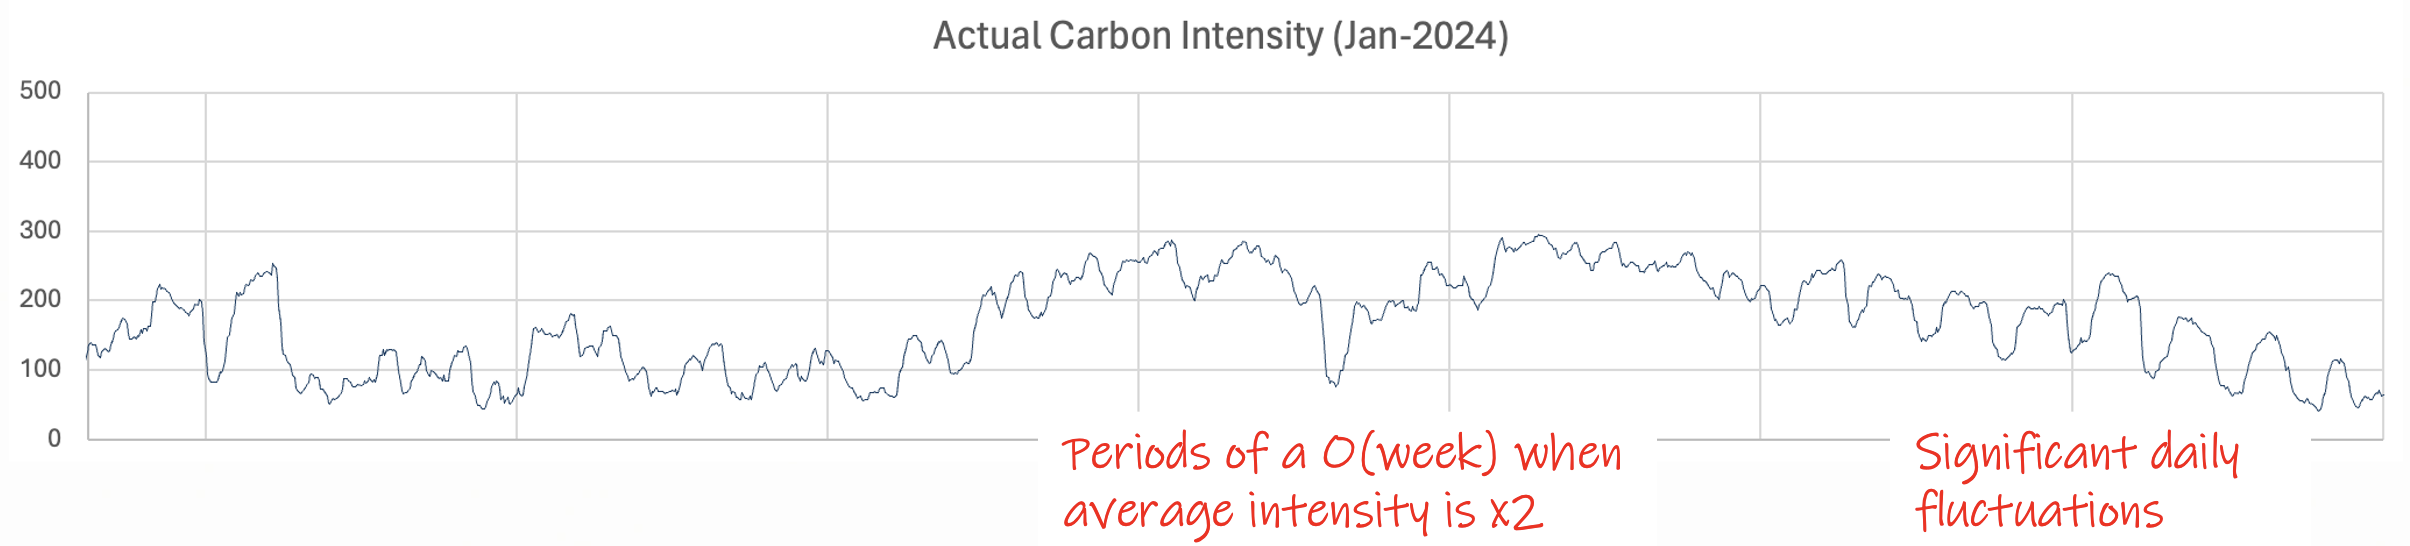 Actual Carbon Intensity (Jan-2024)
500
400
300
200
100
0
Periods of a O(week) when
average intensity is x2
Significant daily
fluctuations